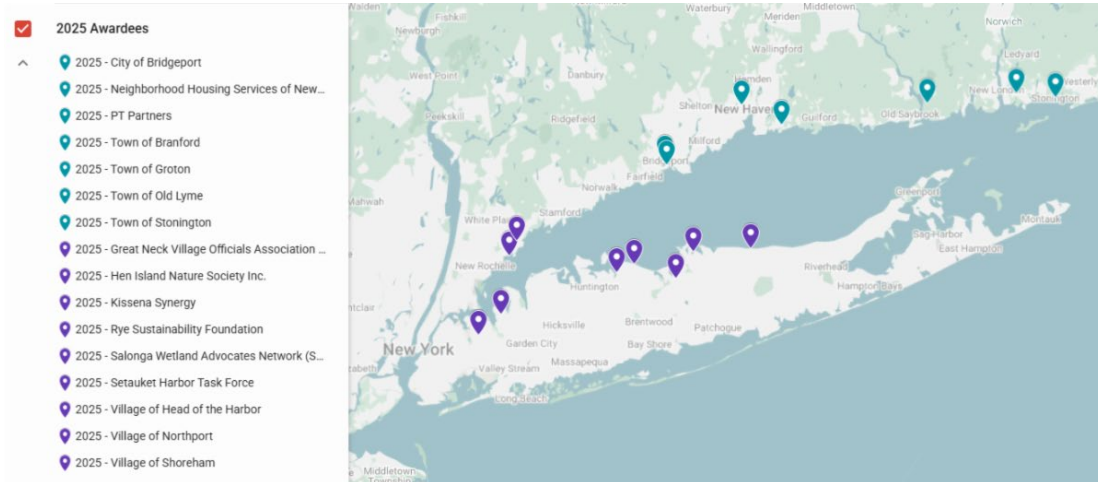 2025 Awardees
2025 - City of Bridgeport
2025 - Neighborhood Housing Services of New...
2025 - PT Partners
2025 - Town of Branford
2025 - Town of Groton
2025 - Town of Old Lyme
2025 - Town of Stonington
2025 - Great Neck Village Officials Association ...
2025 - Hen Island Nature Society Inc.
2025 - Kissena Synergy
2025 - Rye Sustainability Foundation
2025 - Salonga Wetland Advocates Network (S...
2025 - Setauket Harbor Task Force
2025 - Village of Head of the Harbor
2025 - Village of Northport
2025 - Village of Shoreham
Walden
Fishkill
Newburgh
Waterbury
Meriden
Middletown
Norwich
Wallingford
Ledyard
West Point
Danbury
Hamden
Westerly
New London
Stonington
Shelton
New Haven
Guilford
Old Saybrook
Peekskill
Ridgefield
Milford
Bridgeport
Fairfield
Norwalk
Mahwah
Stamford
White Pla
Greenport
Montauk
Sag Harbor
East Hampton
New Rochelle
Riverhead
Huntington
Hampton Bays
ntclair
Hicksville
Brentwood
Patchogue
New York
Garden City
Bay Shore
Massapequa
zabeth
Valley Stream
Long Beach
Middletown
Township